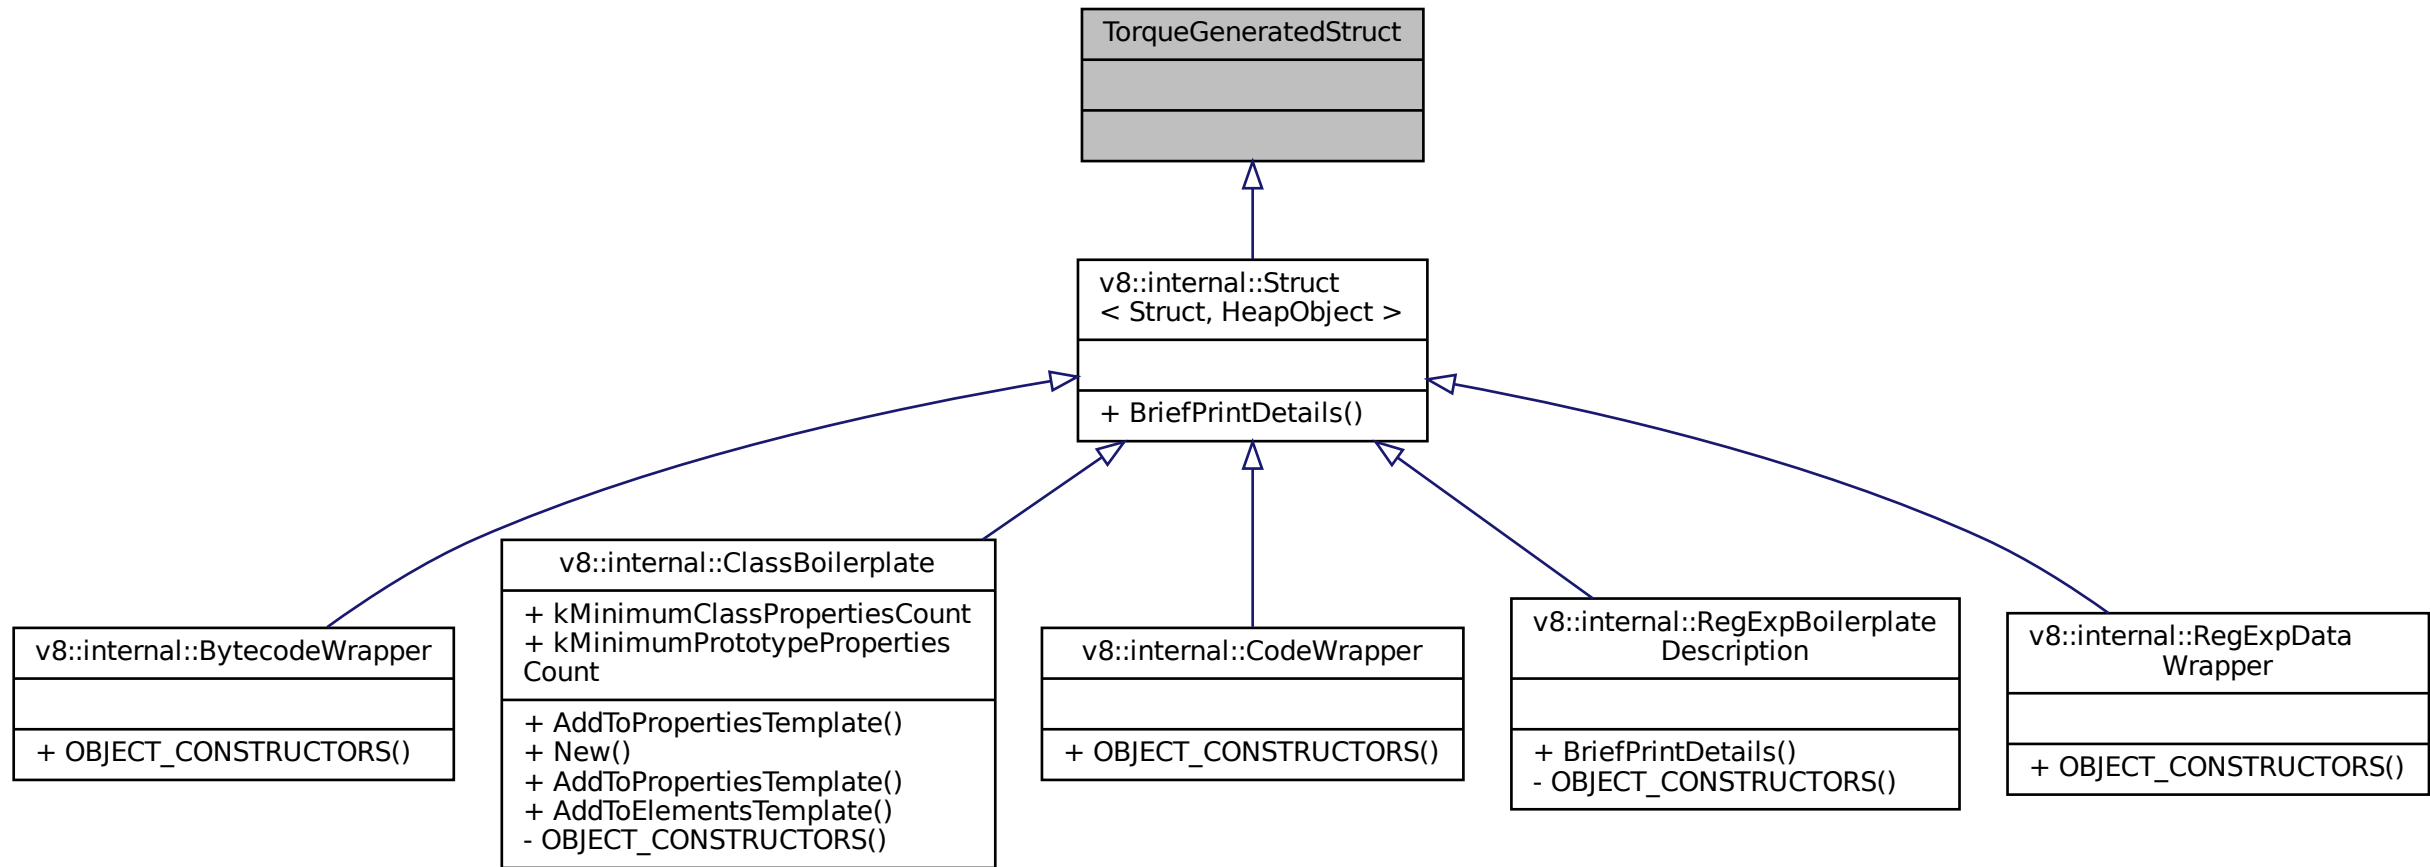 TorqueGeneratedStruct
v8::internal::Struct
< Struct, HeapObject >
+ BriefPrintDetails()
v8::internal::BytecodeWrapper
+ OBJECT_CONSTRUCTORS()
v8::internal::ClassBoilerplate
+ kMinimumClassPropertiesCount
+ kMinimumPrototypeProperties
Count
+ AddToPropertiesTemplate()
+ New()
+ AddToPropertiesTemplate()
+ AddToElementsTemplate()
- OBJECT_CONSTRUCTORS()
v8::internal::CodeWrapper
+ OBJECT_CONSTRUCTORS()
v8::internal::RegExpBoilerplate
Description
+ BriefPrintDetails()
- OBJECT_CONSTRUCTORS()
v8::internal::RegExpData
Wrapper
+ OBJECT_CONSTRUCTORS()